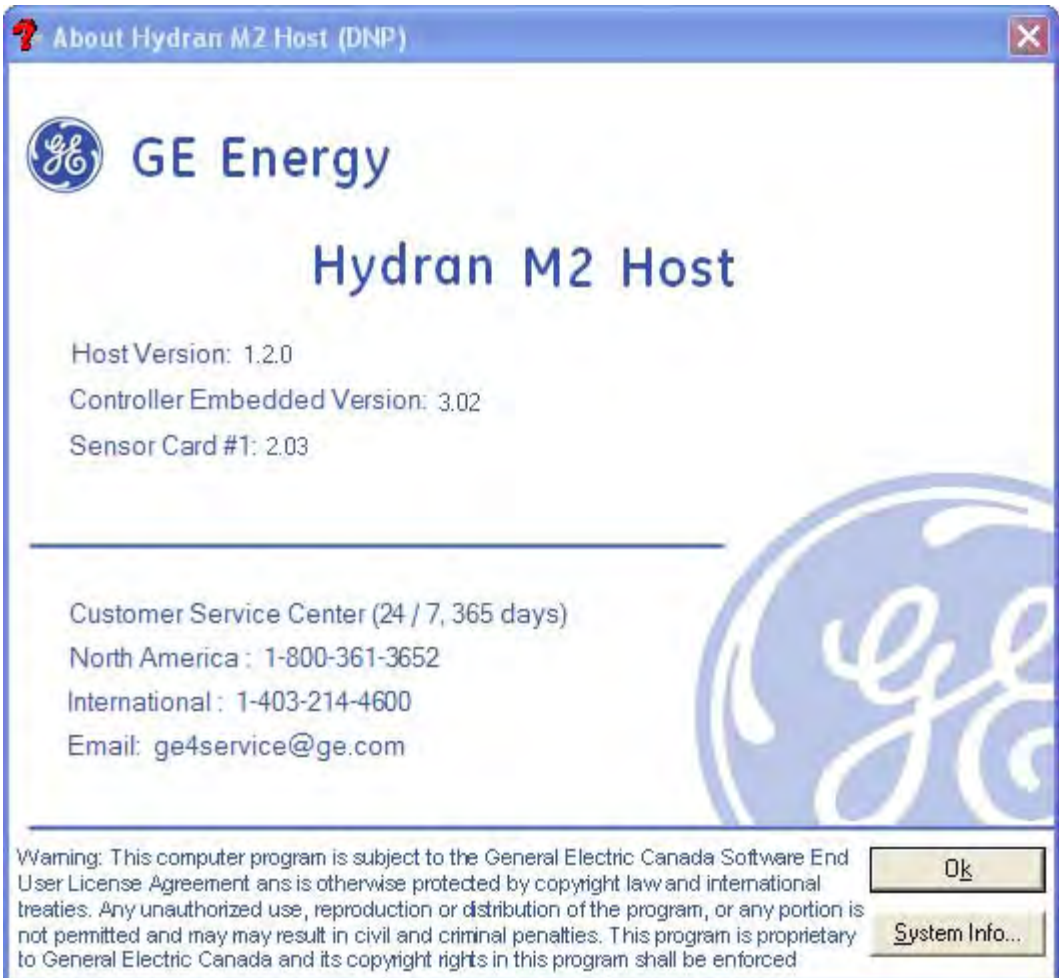 About Hydran M2 Host (DNP)
GE
GE Energy
Hydran M2 Host
Host Version: 1.2.0
Controller Embedded Version: 3.02
Sensor Card #1: 2.03
Customer Service Center (24 / 7, 365 days)
North America : 1-800-361-3652
International : 1-403-214-4600
Email: ge4service@ge.com
GE
Warning: This computer program is subject to the General Electric Canada Software End
User License Agreement ans is otherwise protected by copyright law and international
treaties. Any unauthorized use, reproduction or distribution of the program, or any portion is
not permitted and may may result in civil and criminal penalties. This program is proprietary
to General Electric Canada and its copyright rights in this program shall be enforced
Ok
System Info...